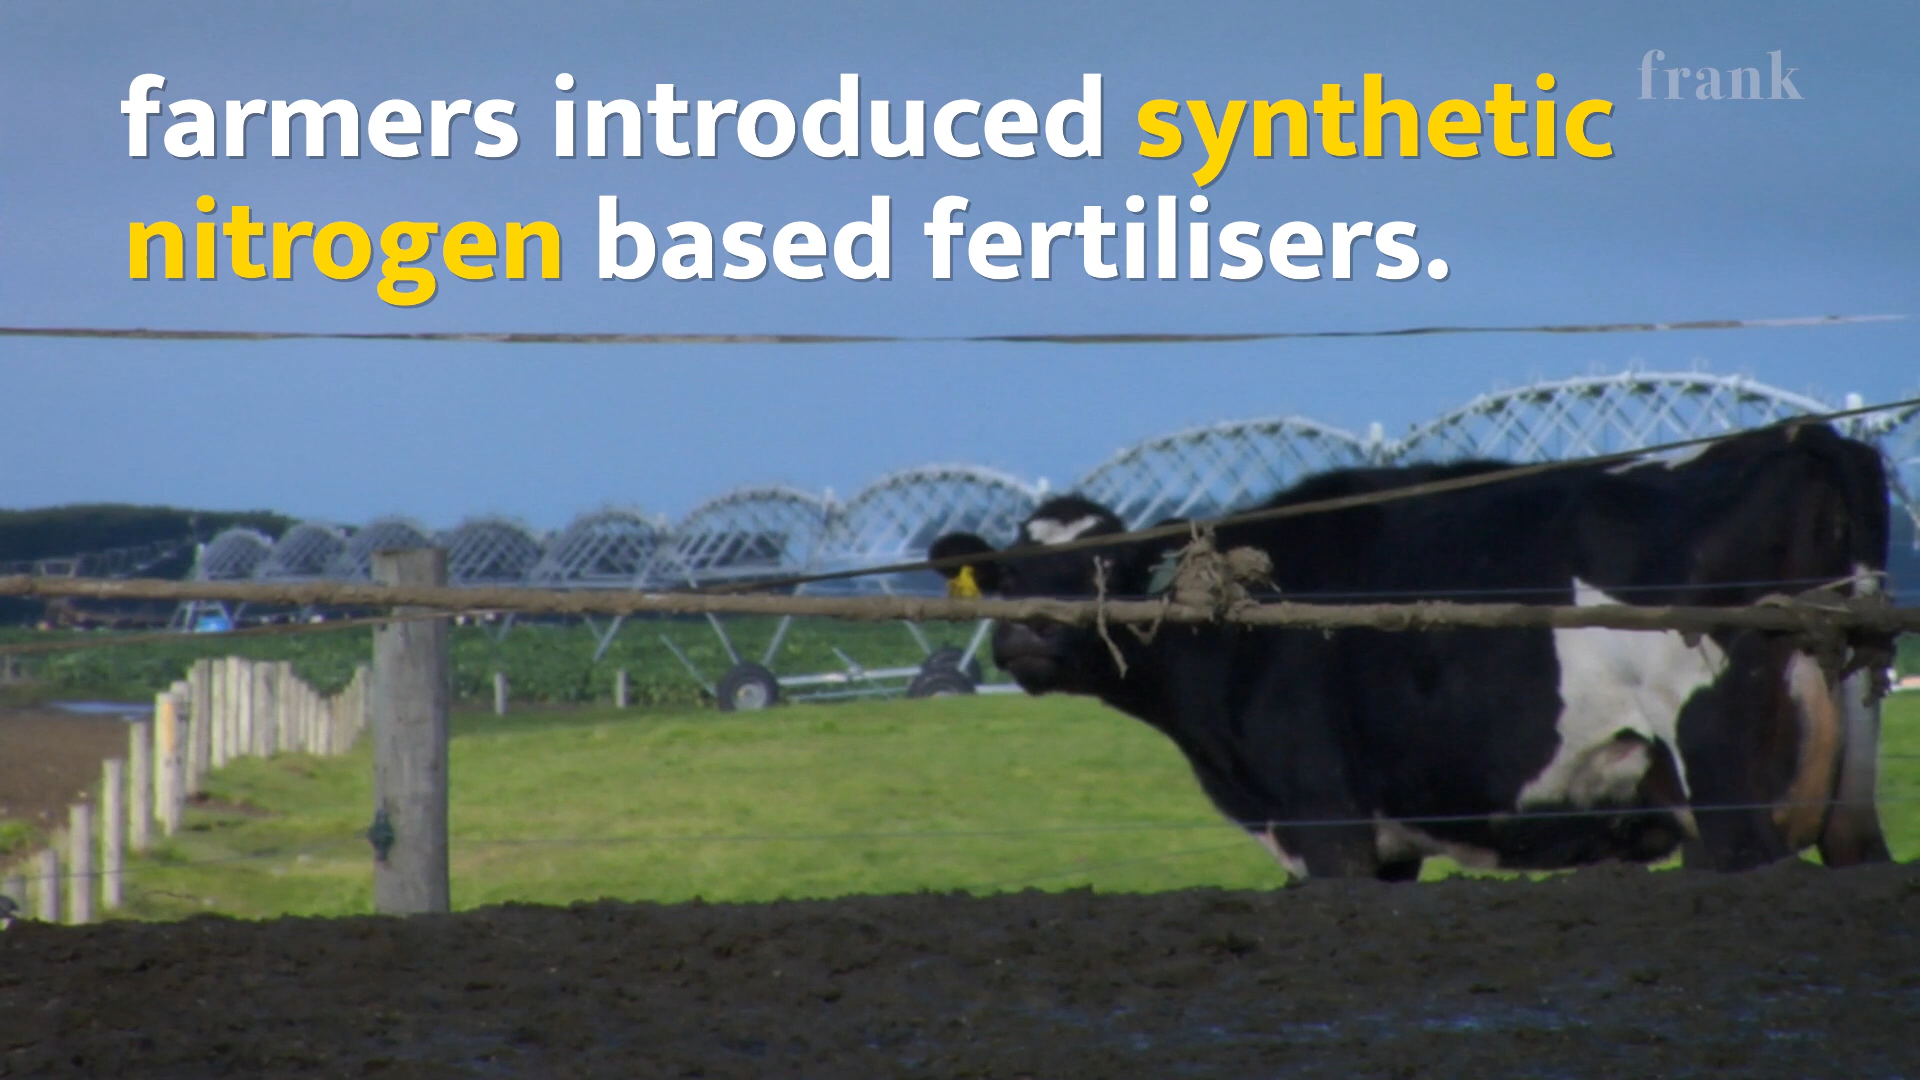 farmers introduced synthetic
nitrogen based fertilisers.
frank